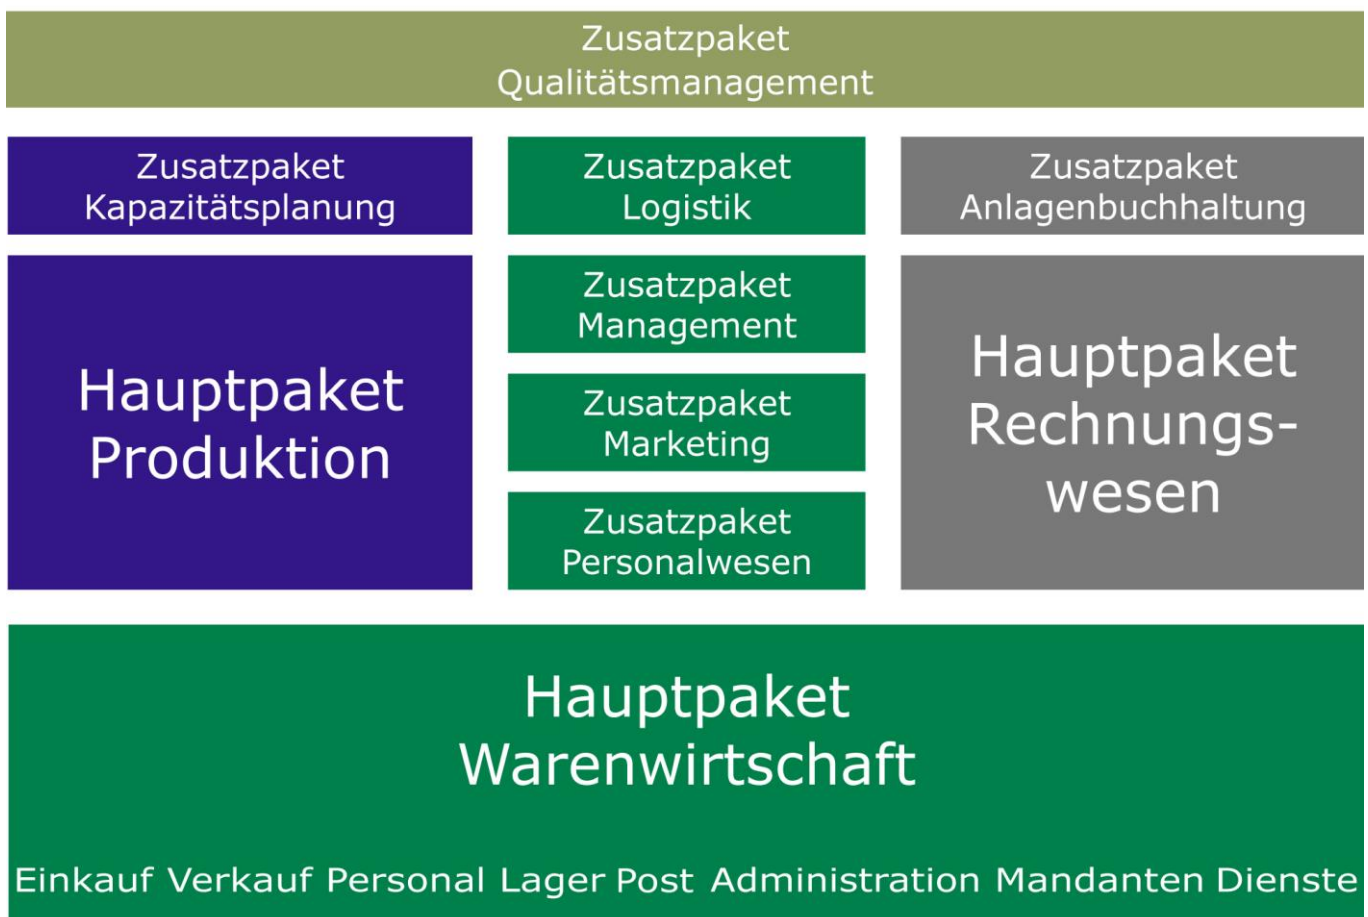 Zusatzpaket
Qualitätsmanagement
Zusatzpaket
Kapazitätsplanung
Zusatzpaket
Logistik
Zusatzpaket
Anlagenbuchhaltung
Hauptpaket
Produktion
Zusatzpaket
Management
Zusatzpaket
Marketing
Zusatzpaket
Personalwesen
Hauptpaket
Rechnungs-
wesen
Hauptpaket
Warenwirtschaft
Einkauf Verkauf Personal Lager Post Administration Mandanten Dienste